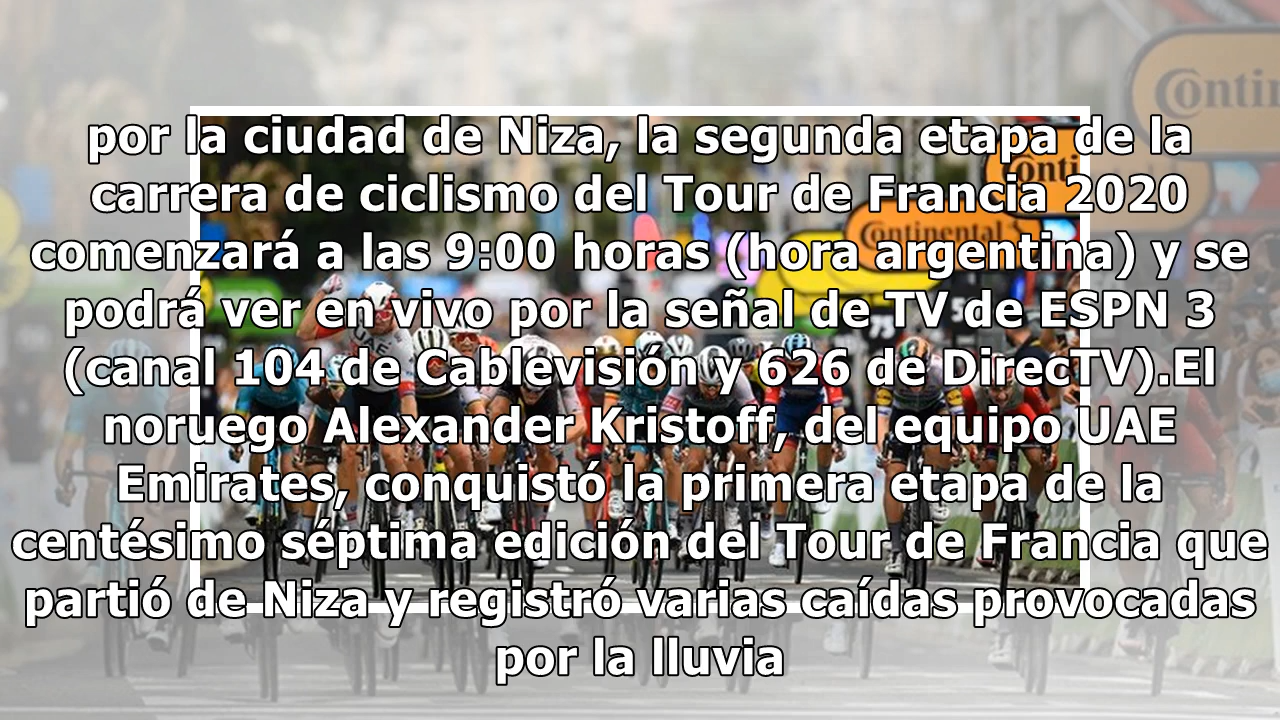 por la ciudad de Niza, la segunda etapa de la
carrera de ciclismo del Tour de Francia 2020
comenzará a las 9:00 horas (hora argentina) y se
podrá ver en vivo por la señal de TV de ESPN 3
(canal 104 de Cablevisión y 626 de DirecTV).El
noruego Alexander Kristoff, del equipo UAE
Emirates, conquistó la primera etapa de la
centésimo séptima edición del Tour de Francia que
partió de Niza y registró varias caídas provocadas
por la lluvia
Contin
Conti
Continental
UAE